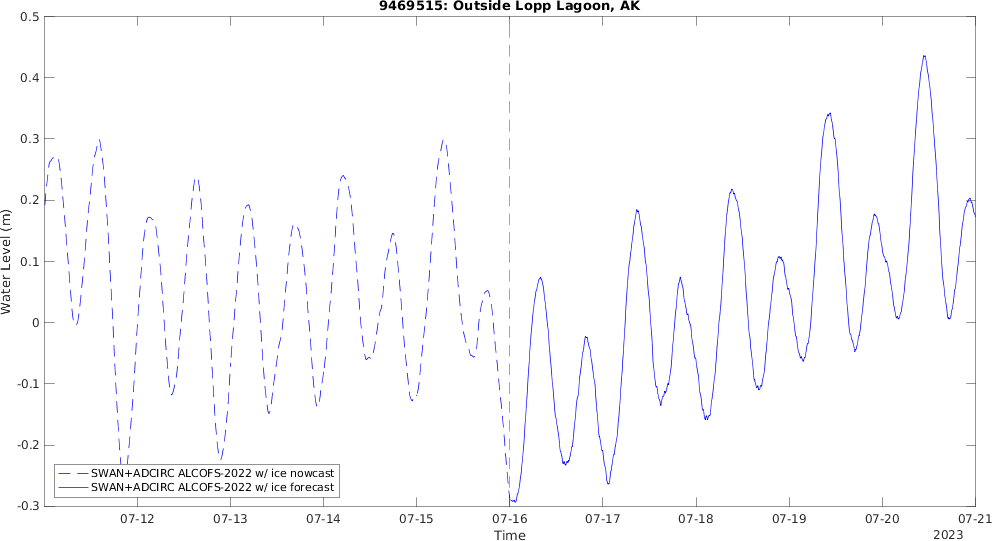 9469515: Outside Lopp Lagoon, AK
0.5
0.4
0.3
0.2
0.1
0
-0.1
-0.2
-0.3
Water Level (m)
SWAN+ADCIRC ALCOFS-2022 w/ ice nowcast
SWAN+ADCIRC ALCOFS-2022 w/ ice forecast
07-12 07-13 07-14 07-15 07-16 07-17 07-18 07-19 07-20 07-21
Time
2023